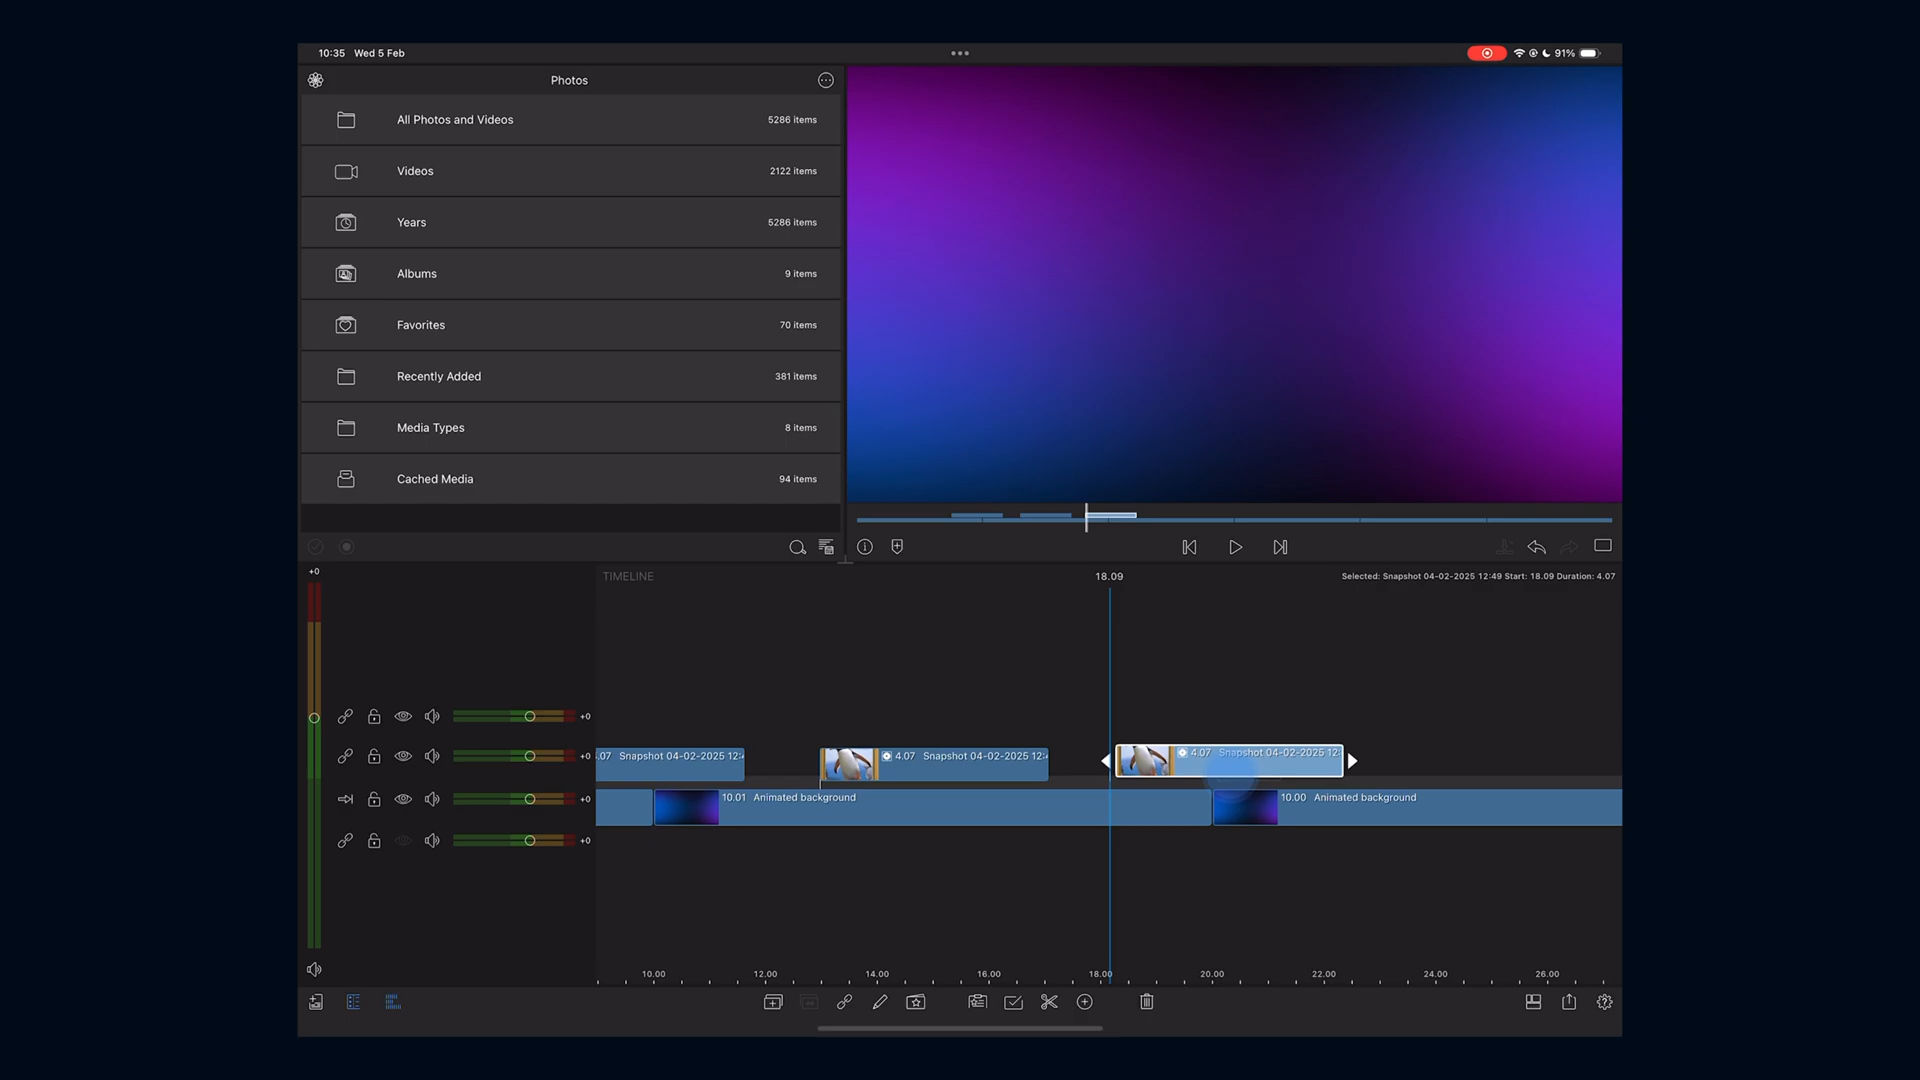 10:35 Wed 5 Feb
91%
Photos
All Photos and Videos 5286 items
Videos 2122 items
Years 5286 items
Albums 9 items
Favorites 70 items
Recently Added 381 items
Media Types 8 items
Cached Media 94 items
+0
TIMELINE
18.09
Selected: Snapshot 04-02-2025 12:49 Start: 18.09 Duration: 4.07
+0
+0
.07 Snapshot 04-02-2025 12:4
4.07 Snapshot 04-02-2025 12:4
4.07 Snapshot 04-02-2025 12:
+0
10.01 Animated background
10.00 Animated background
+0
10.00 12.00 14.00 16.00 18.00 20.00 22.00 24.00 26.00